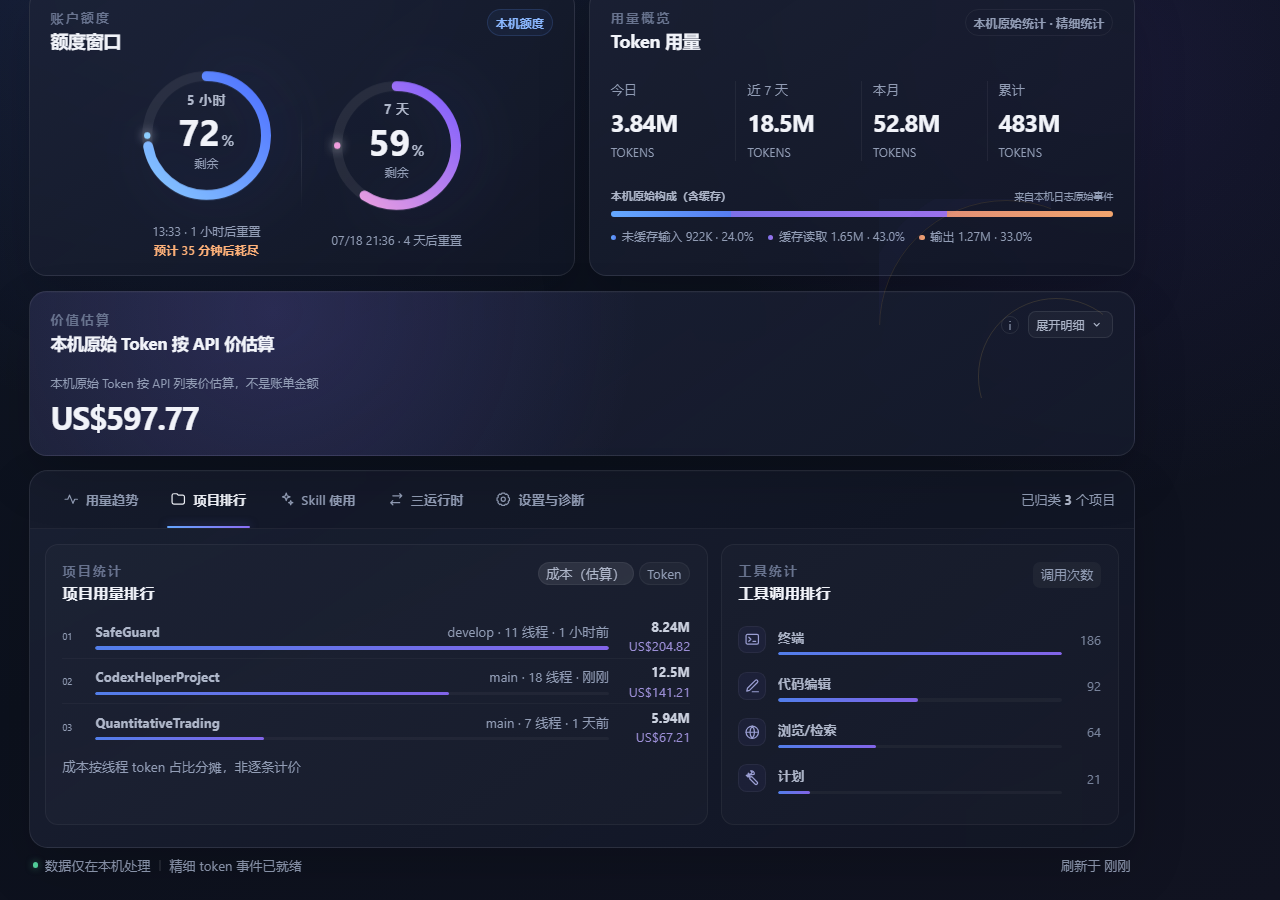 账户额度
额度窗口
本机额度
5 小时
72%
剩余
13:33 · 1 小时后重置
预计 35 分钟后耗尽
7 天
59%
剩余
07/18 21:36 · 4 天后重置
用量概览
Token 用量
本机原始统计 · 精细统计
今日
3.84M
TOKENS
近 7 天
18.5M
TOKENS
本月
52.8M
TOKENS
累计
483M
TOKENS
本机原始构成（含缓存）
来自本机日志原始事件
未缓存输入 922K · 24.0%
缓存读取 1.65M · 43.0%
输出 1.27M · 33.0%
价值估算
本机原始 Token 按 API 价估算
i
展开明细
本机原始 Token 按 API 列表价估算，不是账单金额
US$597.77
用量趋势
项目排行
Skill 使用
三运行时
设置与诊断
已归类 3 个项目
项目统计
项目用量排行
成本（估算）
Token
01
SafeGuard
develop · 11 线程 · 1 小时前
8.24M
US$204.82
02
CodexHelperProject
main · 18 线程 · 刚刚
12.5M
US$141.21
03
QuantitativeTrading
main · 7 线程 · 1 天前
5.94M
US$67.21
成本按线程 token 占比分摊，非逐条计价
工具统计
工具调用排行
调用次数
终端
186
代码编辑
92
浏览/检索
64
计划
21
数据仅在本机处理
精细 token 事件已就绪
刷新于 刚刚